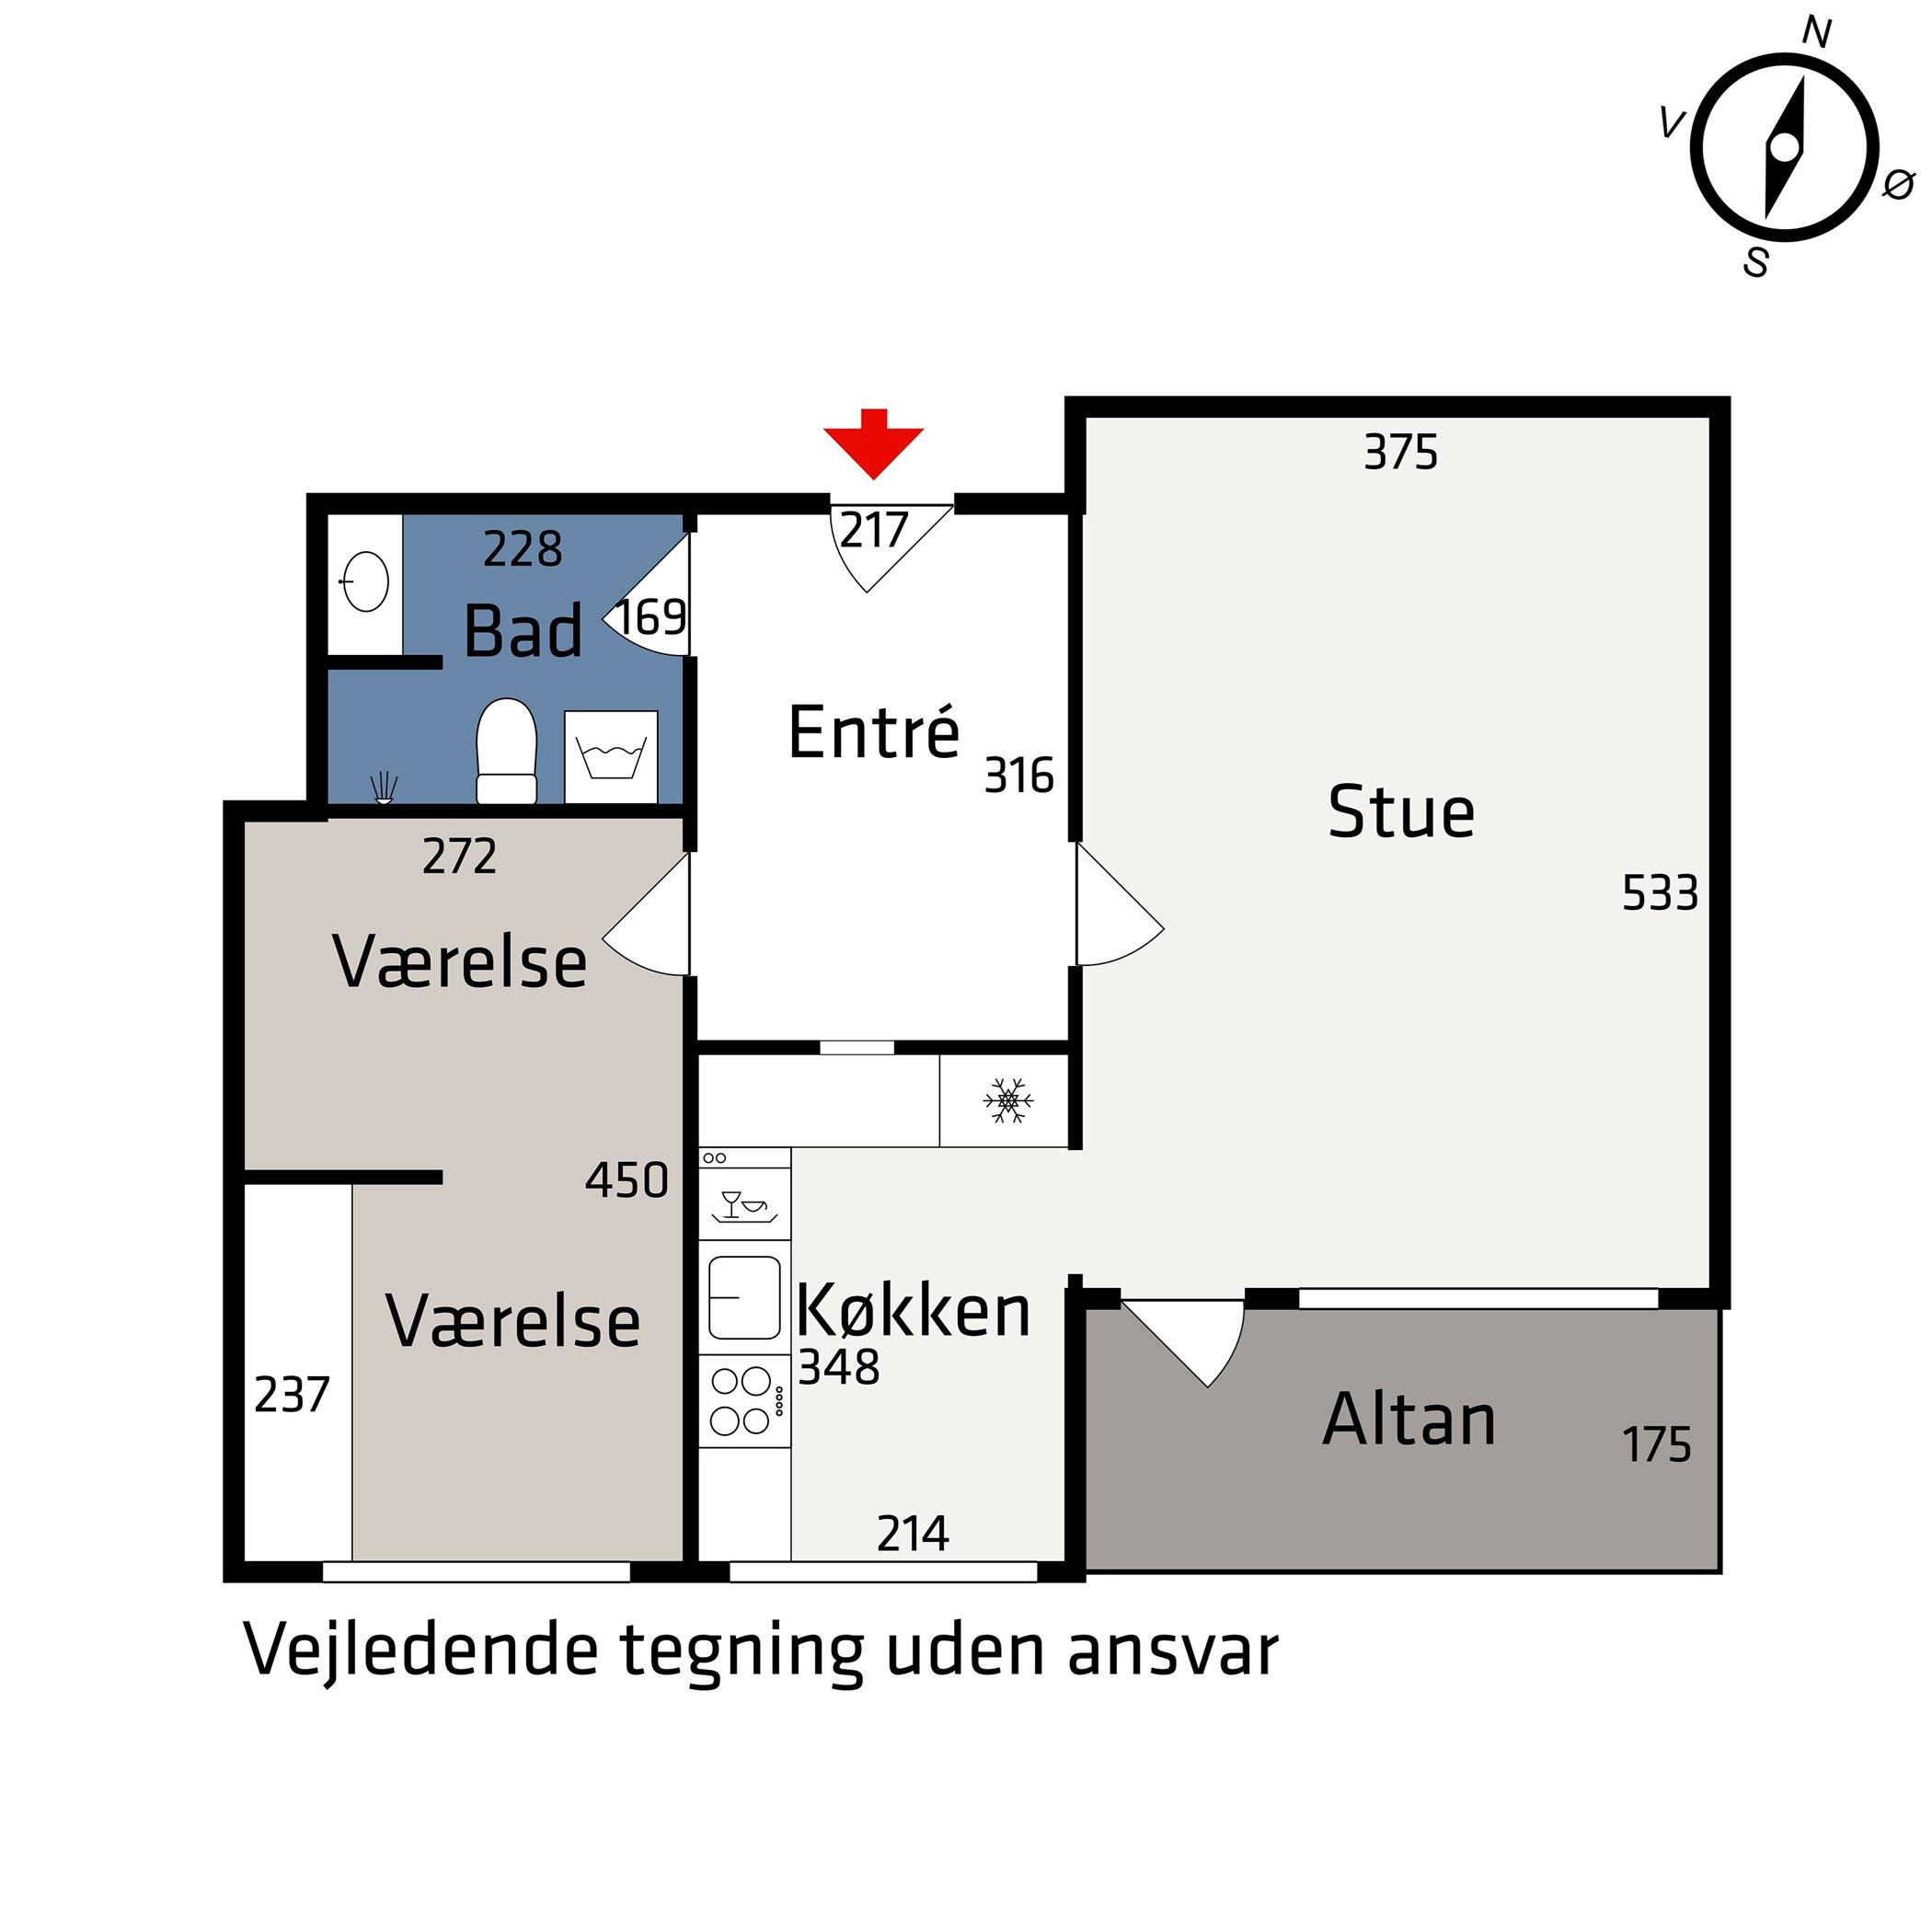 N
V
Ø
S
375
217
228
Bad
169
Entré
316
Stue
533
272
Værelse
450
Værelse
237
Køkken
348
214
Altan
175
Vejledende tegning uden ansvar